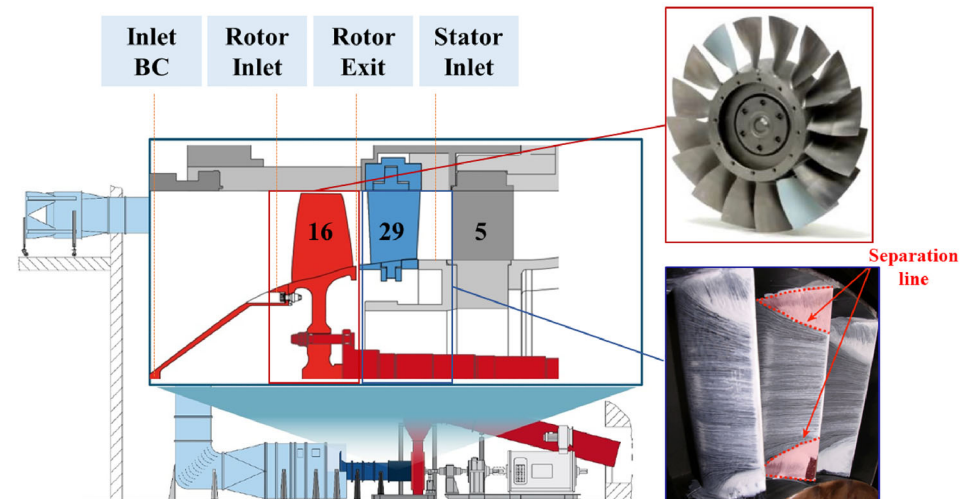 Inlet
BC
Rotor
Inlet
Rotor
Exit
Stator
Inlet
16
29
5
Separation
line